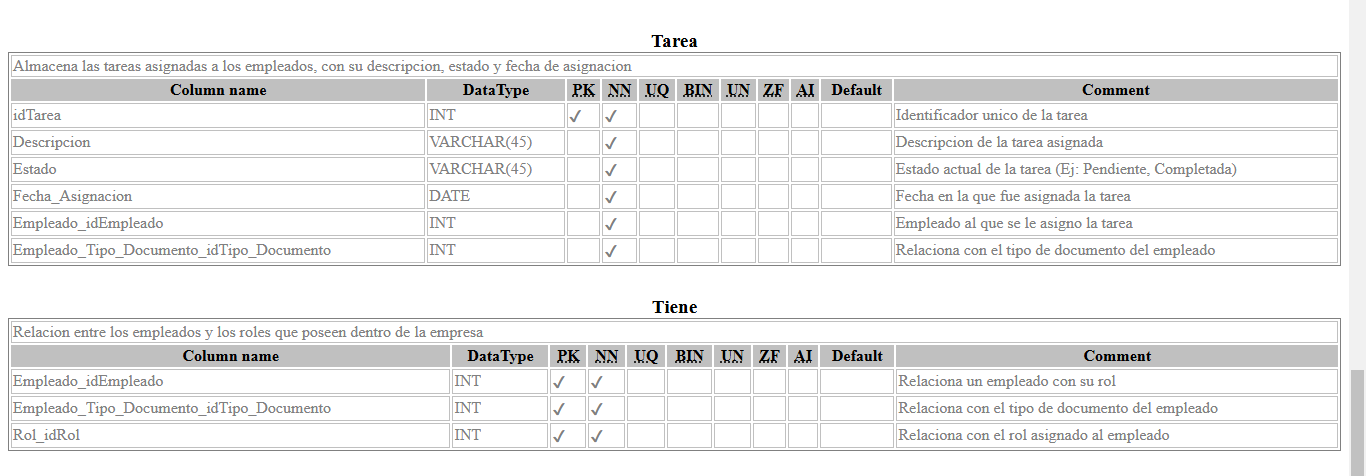 Tarea
Almacena las tareas asignadas a los empleados, con su descripcion, estado y fecha de asignacion
Column name DataType PK NN UQ BIN UN ZF AI Default Comment
idTarea INT ✓ ✓ Identificador unico de la tarea
Descripcion VARCHAR(45) ✓ Descripcion de la tarea asignada
Estado VARCHAR(45) ✓ Estado actual de la tarea (Ej: Pendiente, Completada)
Fecha_Asignacion DATE ✓ Fecha en la que fue asignada la tarea
Empleado_idEmpleado INT ✓ Empleado al que se le asigno la tarea
Empleado_Tipo_Documento_idTipo_Documento INT ✓ Relaciona con el tipo de documento del empleado
Tiene
Relacion entre los empleados y los roles que poseen dentro de la empresa
Column name DataType PK NN UQ BIN UN ZF AI Default Comment
Empleado_idEmpleado INT ✓ ✓ Relaciona un empleado con su rol
Empleado_Tipo_Documento_idTipo_Documento INT ✓ ✓ Relaciona con el tipo de documento del empleado
Rol_idRol INT ✓ ✓ Relaciona con el rol asignado al empleado